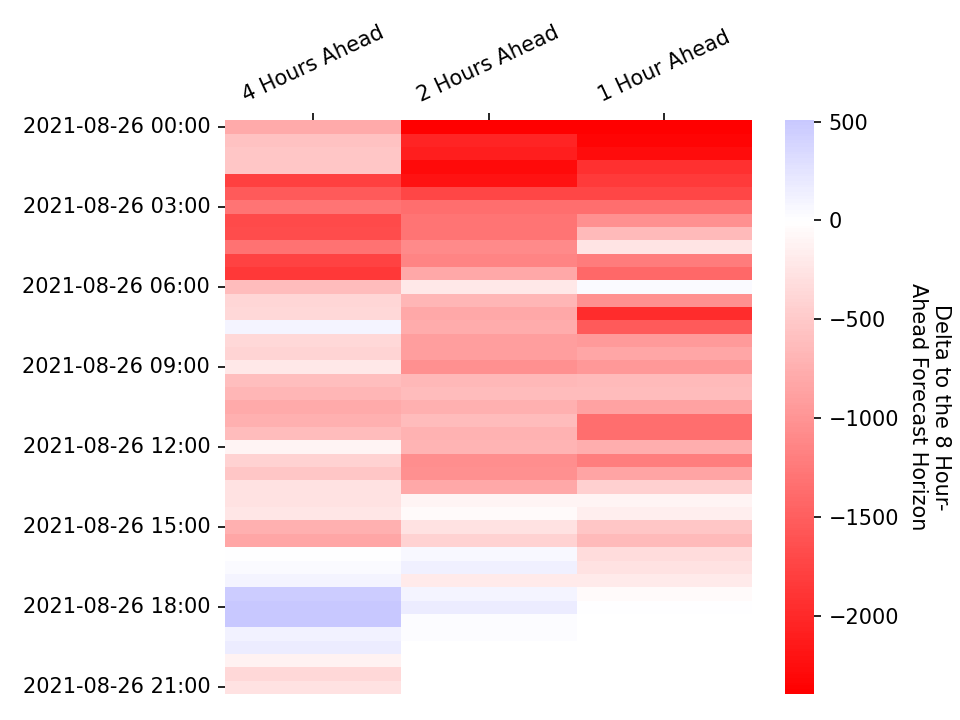 4 Hours Ahead
2 Hours Ahead
1 Hour Ahead
2021-08-26 00:00
2021-08-26 03:00
2021-08-26 06:00
2021-08-26 09:00
2021-08-26 12:00
2021-08-26 15:00
2021-08-26 18:00
2021-08-26 21:00
500
0
−500
−1000
−1500
−2000
Delta to the 8 Hour-
Ahead Forecast Horizon